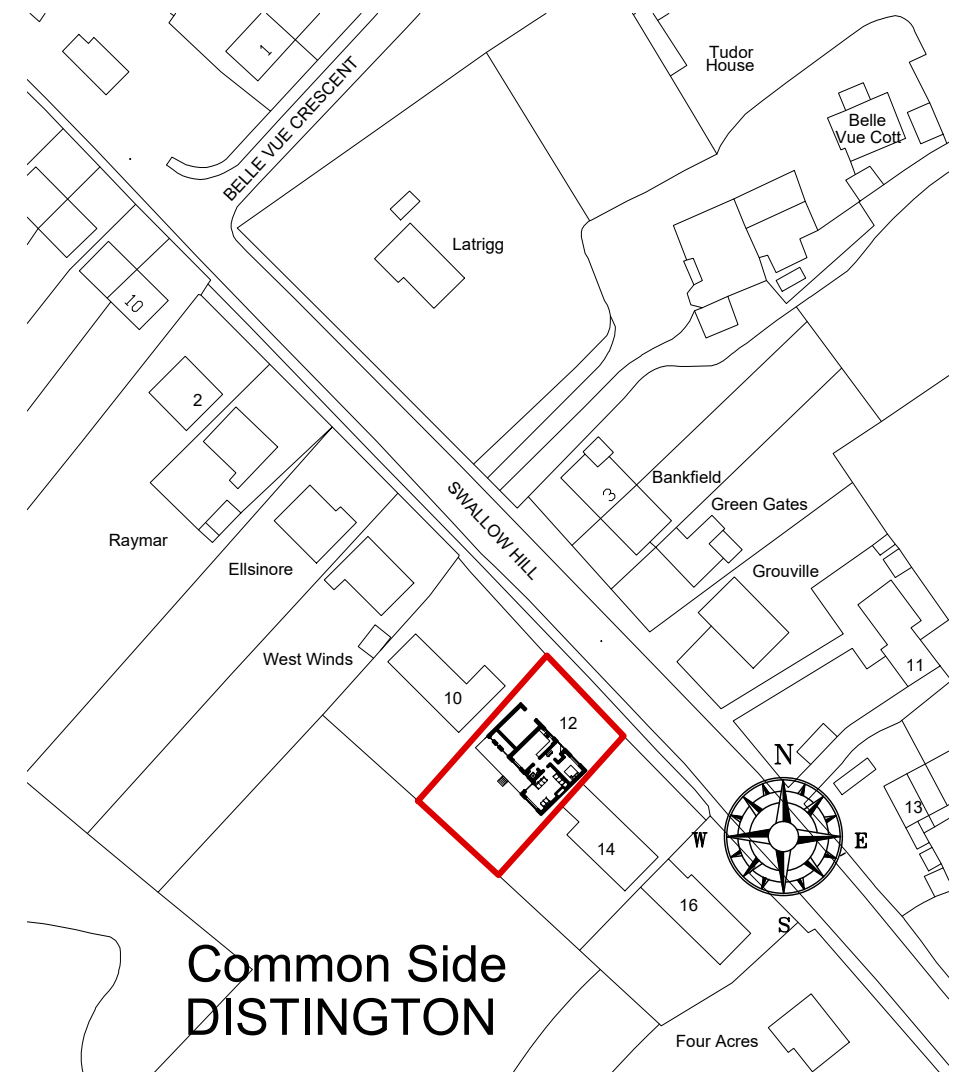 1
BELLE VUE CRESCENT
Tudor
House
Belle
Vue Cott
Latrigg
10
2
SWALLOW HILL
3
Bankfield
Green Gates
Raymar
Ellsinore
Grouville
West Winds
11
10
12
N
W
E
S
13
14
16
Common Side
DISTINGTON
Four Acres